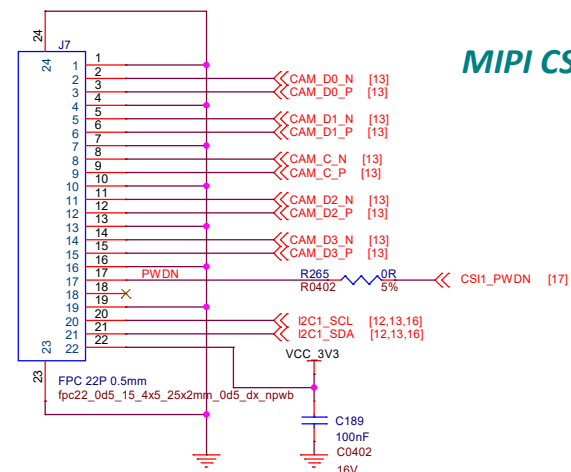 MIPI CS
J7
24
24
1 1
2 2 CAM_D0_N [13]
3 3 CAM_D0_P [13]
4 4
5 5 CAM_D1_N [13]
6 6 CAM_D1_P [13]
7 7
8 8 CAM_C_N [13]
9 9 CAM_C_P [13]
10 10
11 11 CAM_D2_N [13]
12 12 CAM_D2_P [13]
13 13
14 14 CAM_D3_N [13]
15 15 CAM_D3_P [13]
16 16
17 17 PWDN R265 0R CSI1_PWDN [17]
R0402 5%
18 18
19 19
20 20 I2C1_SCL [12,13,16]
21 21 I2C1_SDA [12,13,16]
22 22
VCC_3V3
23
23
FPC 22P 0.5mm
fpc22_0d5_15_4x5_25x2mm_0d5_dx_npwb
C189
100nF
C0402
16V